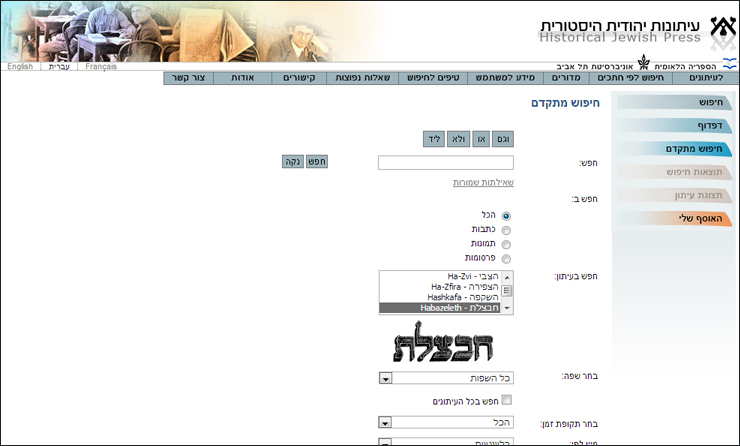 עיתונות יהודית היסטורית
Historical Jewish Press
הספריה הלאומית אוניברסיטת תל אביב
Français | עברית | English
לעיתונים | חיפוש לפי חתכים | מדורים | מידע למשתמש | טיפים לחיפוש | שאלות נפוצות | קישורים | אודות | צור קשר
חיפוש
דפדוף
חיפוש מתקדם
תוצאות חיפוש
תצוגת עיתון
האוסף שלי
חיפוש מתקדם
וגם או ולא ליד
חפש:
חפש נקה
שאילתות שמורות
חפש ב:
הכל
כתבות
תמונות
פרסומות
חפש בעיתון:
הצבי - Ha-Zvi
הצפירה - Ha-Zfira
השקפה - Hashkafa
חבצלת - Habazeleth
חבצלת
בחר שפה:
כל השפות
חפש בכל העיתונים
בחר תקופת זמן:
הכל